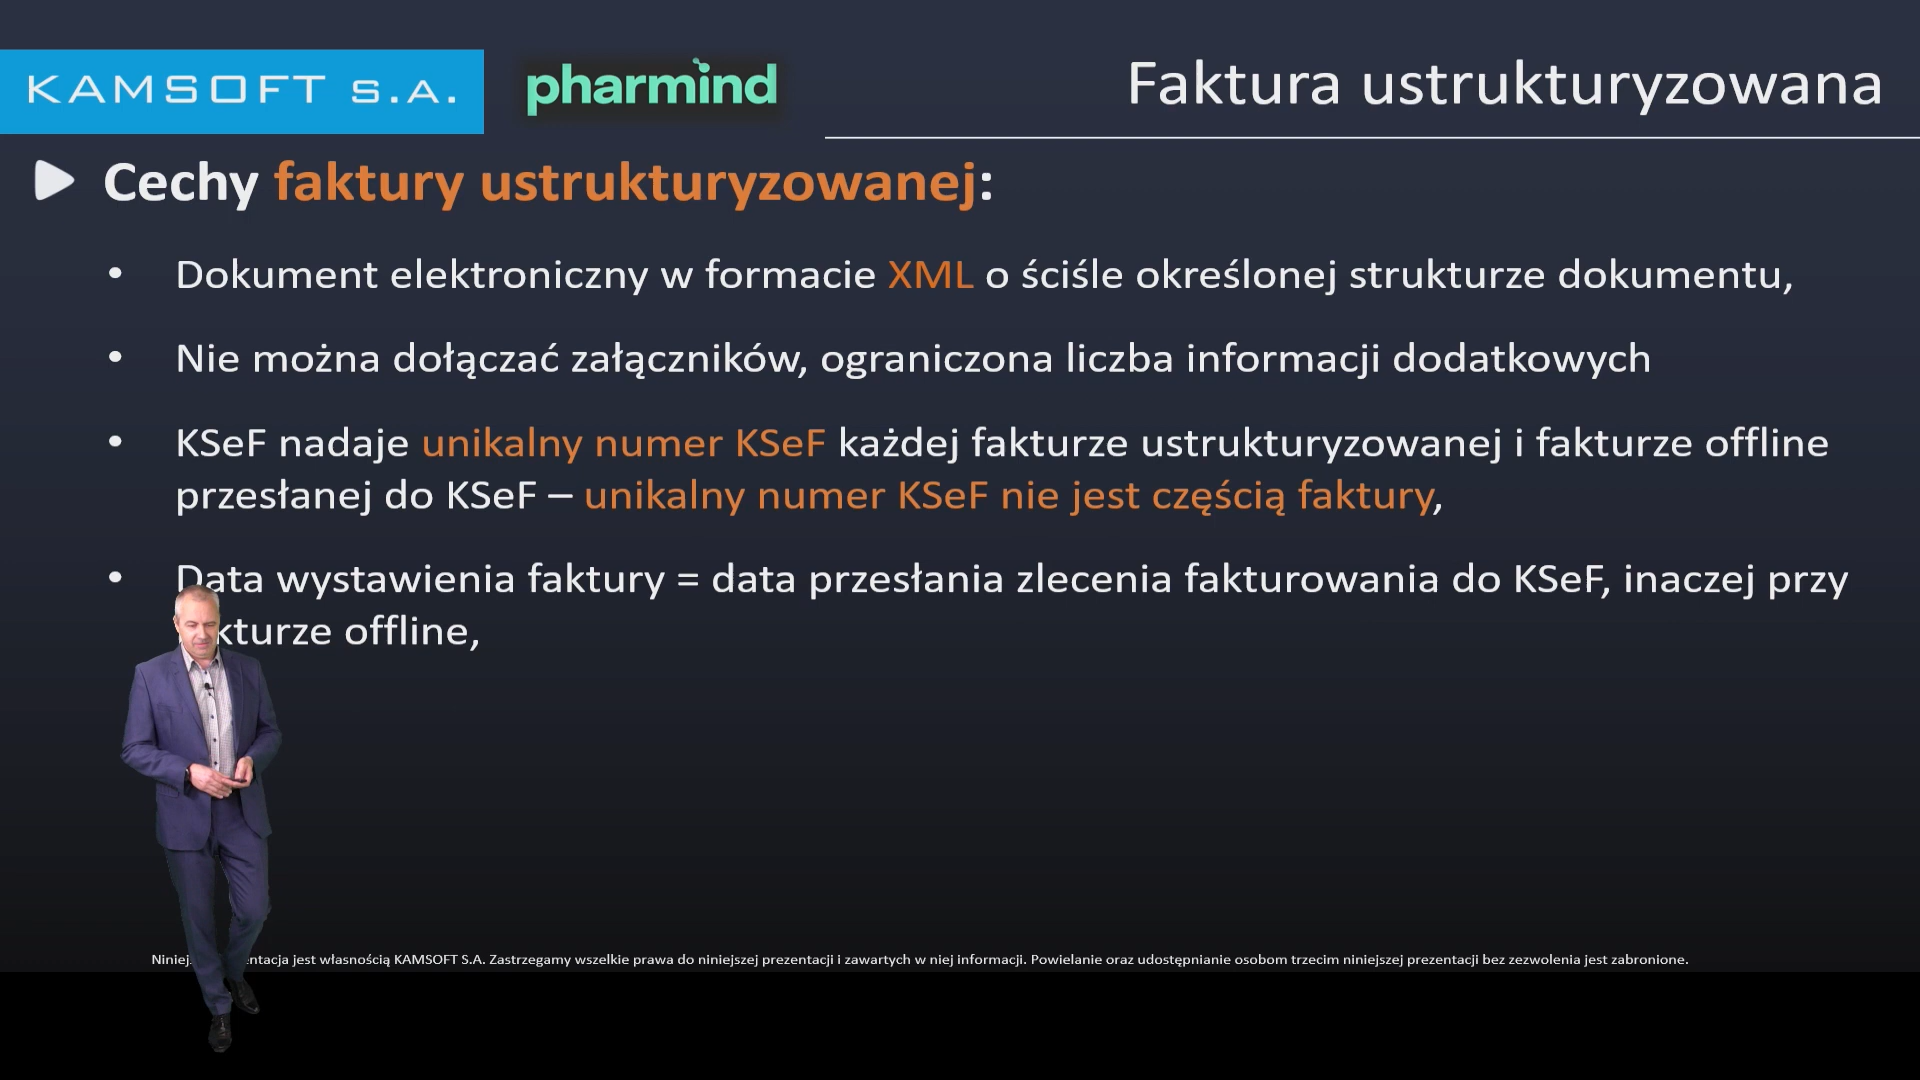 KAMSOFT S.A.
pharmind
Faktura ustrukturyzowana
Cechy faktury ustrukturyzowanej:
• Dokument elektroniczny w formacie XML o ściśle określonej strukturze dokumentu,
• Nie można dołączać załączników, ograniczona liczba informacji dodatkowych
• KSeF nadaje unikalny numer KSeF każdej fakturze ustrukturyzowanej i fakturze offline
przesłanej do KSeF – unikalny numer KSeF nie jest częścią faktury,
• Data wystawienia faktury = data przesłania zlecenia fakturowania do KSeF, inaczej przy
offline,
jest własnością KAMSOFT S.A. Zastrzegamy wszelkie prawa do niniejszej prezentacji i zawartych w niej informacji. Powielanie oraz udostępnianie osobom trzecim niniejszej prezentacji bez zezwolenia jest zabronione.